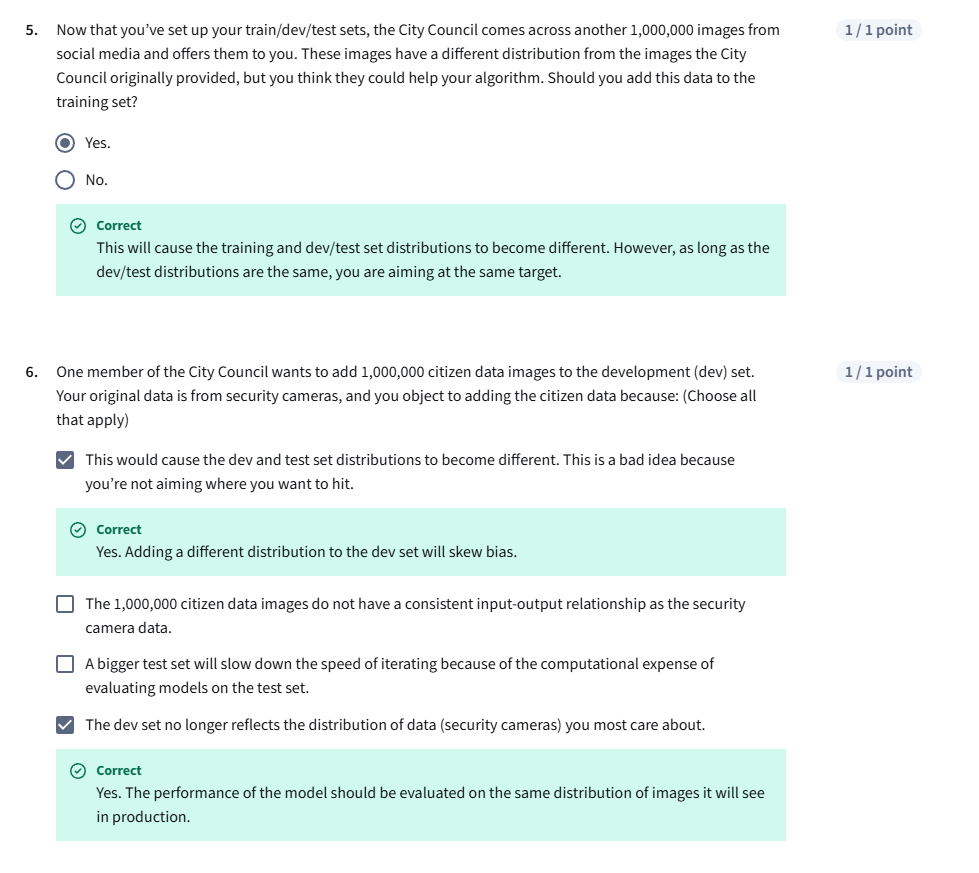 5. Now that you've set up your train/dev/test sets, the City Council comes across another 1,000,000 images from
1 / 1 point
social media and offers them to you. These images have a different distribution from the images the City
Council originally provided, but you think they could help your algorithm. Should you add this data to the
training set?
Yes.
No.
Correct
This will cause the training and dev/test set distributions to become different. However, as long as the
dev/test distributions are the same, you are aiming at the same target.
6. One member of the City Council wants to add 1,000,000 citizen data images to the development (dev) set.
1 / 1 point
Your original data is from security cameras, and you object to adding the citizen data because: (Choose all
that apply)
This would cause the dev and test set distributions to become different. This is a bad idea because
you're not aiming where you want to hit.
Correct
Yes. Adding a different distribution to the dev set will skew bias.
The 1,000,000 citizen data images do not have a consistent input-output relationship as the security
camera data.
A bigger test set will slow down the speed of iterating because of the computational expense of
evaluating models on the test set.
The dev set no longer reflects the distribution of data (security cameras) you most care about.
Correct
Yes. The performance of the model should be evaluated on the same distribution of images it will see
in production.